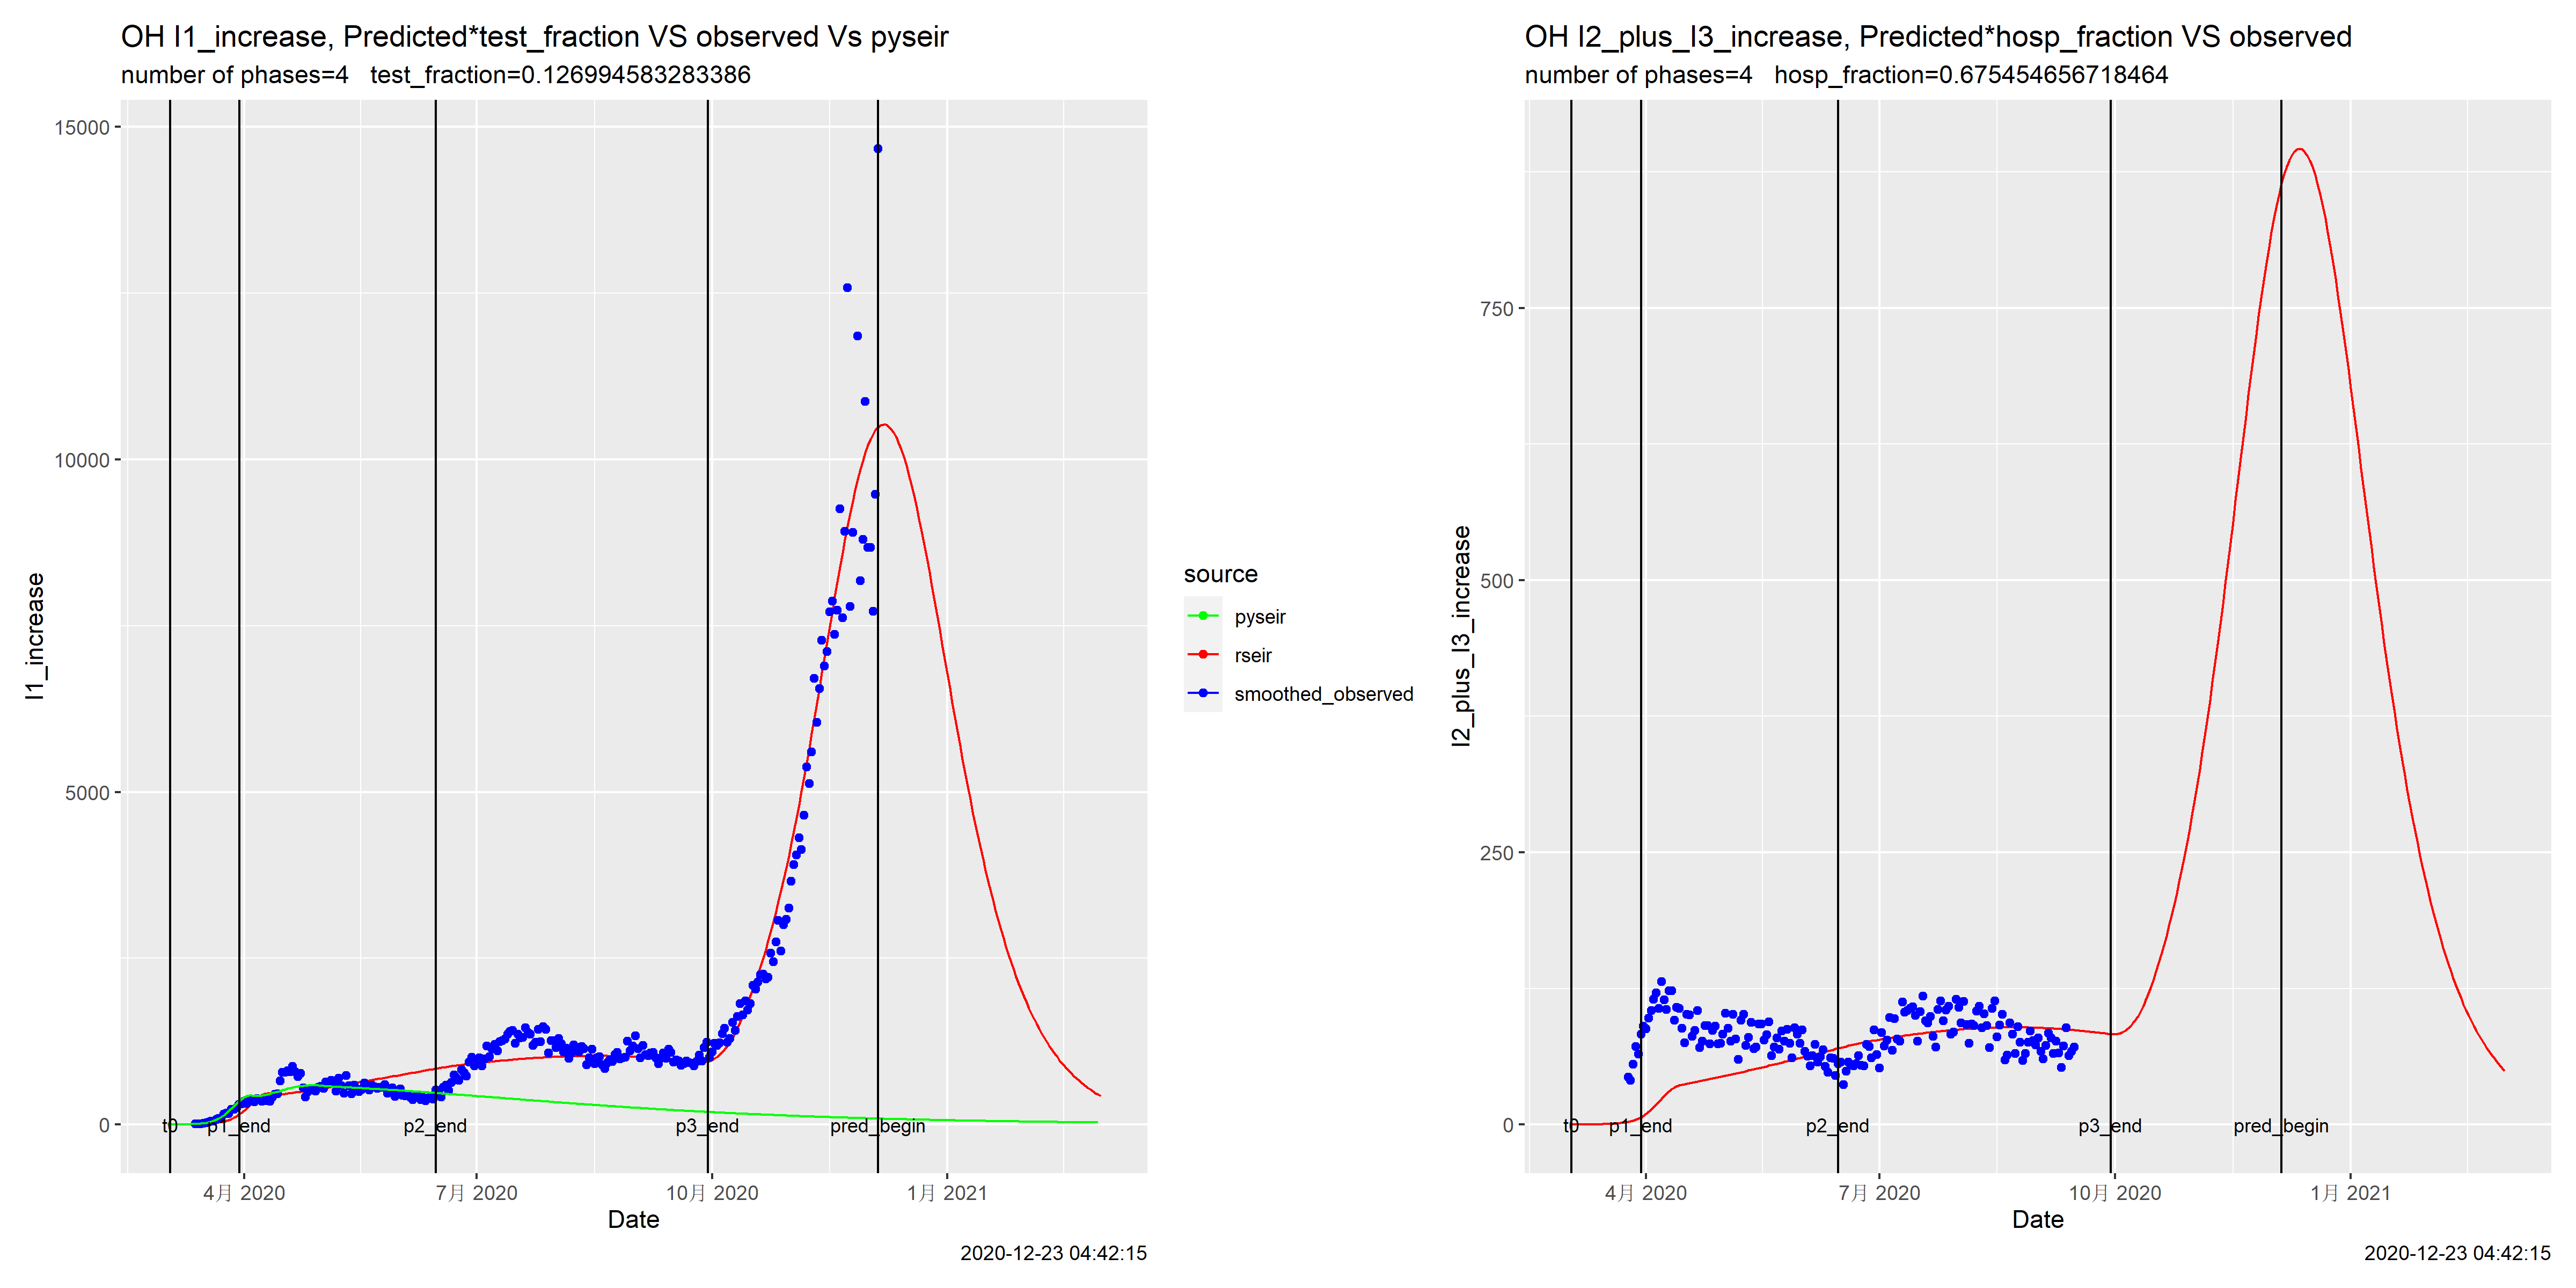 OH I1_increase, Predicted*test_fraction VS observed Vs pyseir
number of phases=4   test_fraction=0.126994583283386
I1_increase
15000
10000
5000
0
t0
p1_end
p2_end
p3_end
pred_begin
4月 2020
7月 2020
10月 2020
1月 2021
Date
2020-12-23 04:42:15
source
pyseir
rseir
smoothed_observed
OH I2_plus_I3_increase, Predicted*hosp_fraction VS observed
number of phases=4   hosp_fraction=0.675454656718464
I2_plus_I3_increase
750
500
250
0
t0
p1_end
p2_end
p3_end
pred_begin
4月 2020
7月 2020
10月 2020
1月 2021
Date
2020-12-23 04:42:15